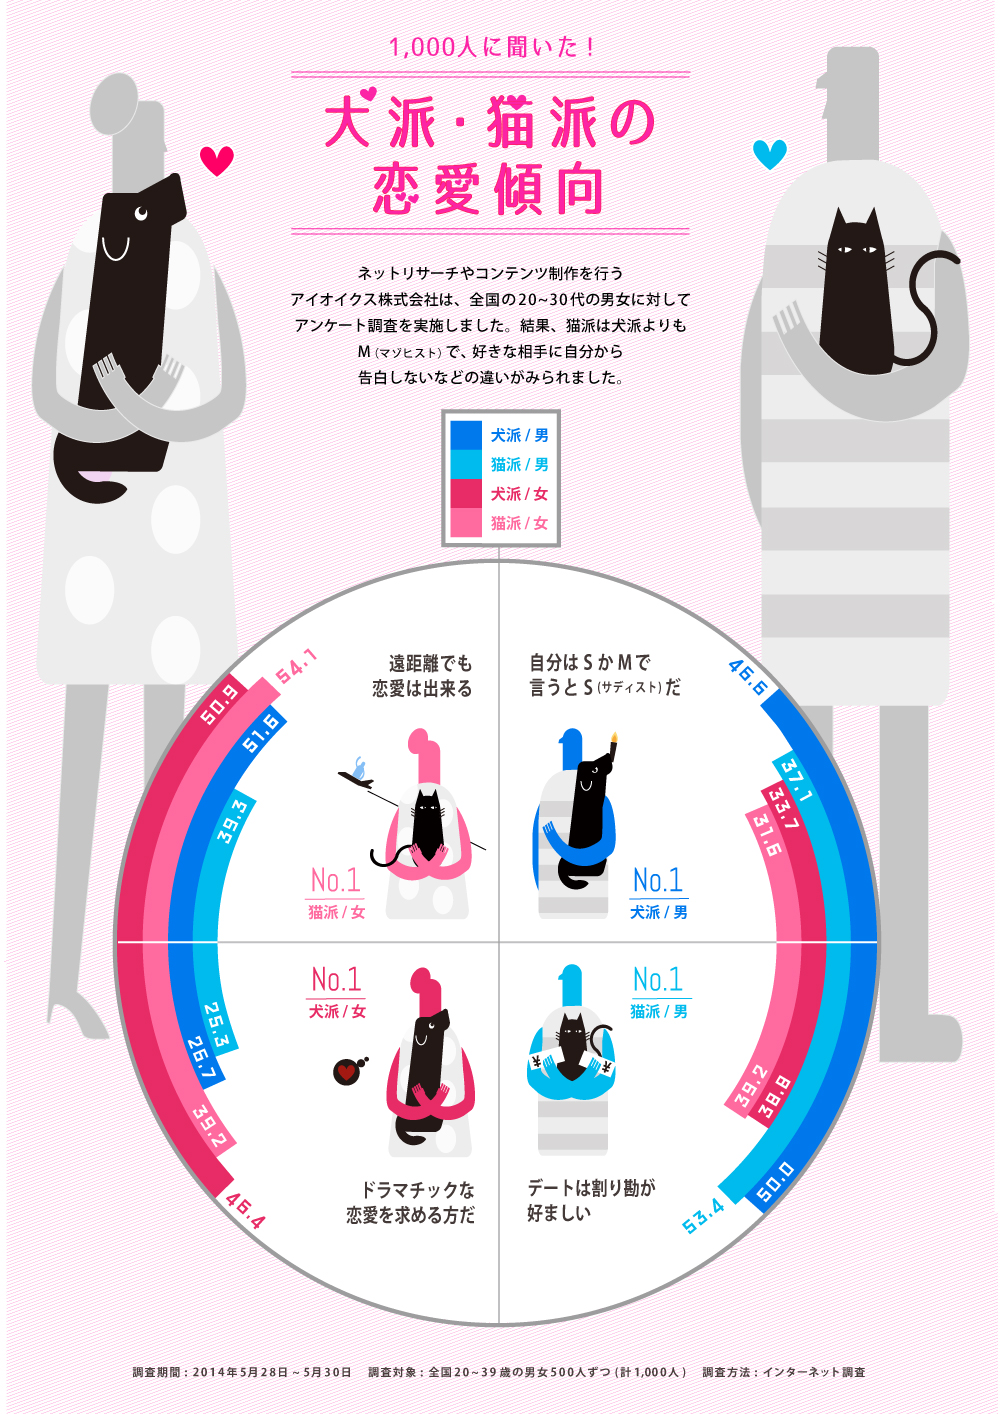 1,000人に聞いた！
犬派・猫派の
恋愛傾向
ネットリサーチやコンテンツ制作を行う
アイオイクス株式会社は、全国の20~30代の男女に対して
アンケート調査を実施しました。結果、猫派は犬派よりも
M（マゾヒスト）で、好きな相手に自分から
告白しないなどの違いがみられました。
犬派 / 男
猫派 / 男
犬派 / 女
猫派 / 女
遠距離でも
恋愛は出来る
50.9
54.1
51.6
39.3
No.1
猫派 / 女
自分は S か M で
言うと S（サディスト）だ
46.6
37.1
33.7
31.6
No.1
犬派 / 男
No.1
犬派 / 女
25.3
26.7
39.2
46.4
ドラマチックな
恋愛を求める方だ
No.1
猫派 / 男
¥
¥
39.2
38.8
50.0
53.4
デートは割り勘が
好ましい
調査期間：2014年5月28日～5月30日　調査対象：全国20~39歳の男女500人ずつ（計1,000人）　調査方法：インターネット調査